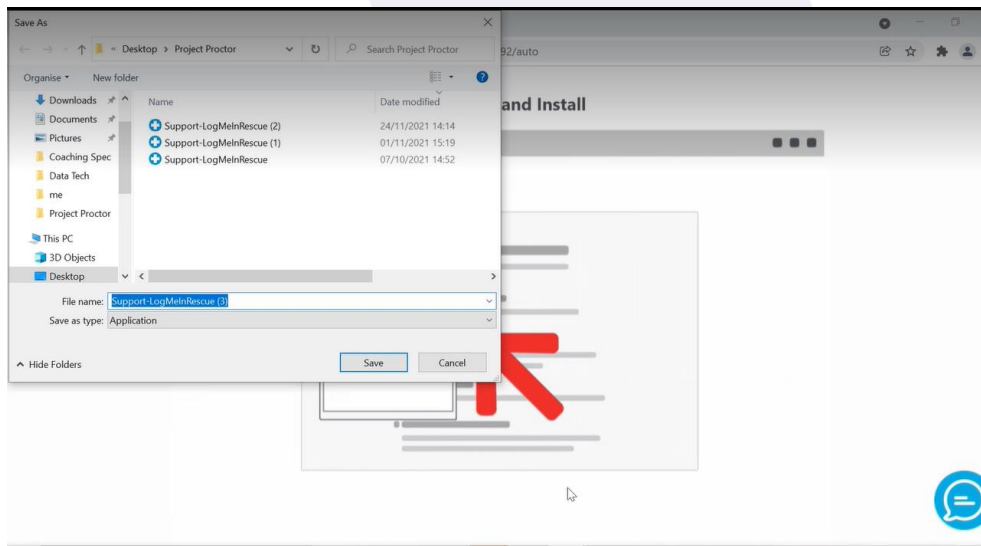 Save As
« Desktop > Project Proctor
Search Project Proctor
92/auto
Organise
New folder
Downloads
Documents
Pictures
Coaching Spec
Data Tech
me
Project Proctor
This PC
3D Objects
Desktop
Name Date modified
Support-LogMeInRescue (2) 24/11/2021 14:14
Support-LogMeInRescue (1) 01/11/2021 15:19
Support-LogMeInRescue 07/10/2021 14:52
and Install
File name: Support-LogMeInRescue (3)
Save as type: Application
Hide Folders
Save
Cancel